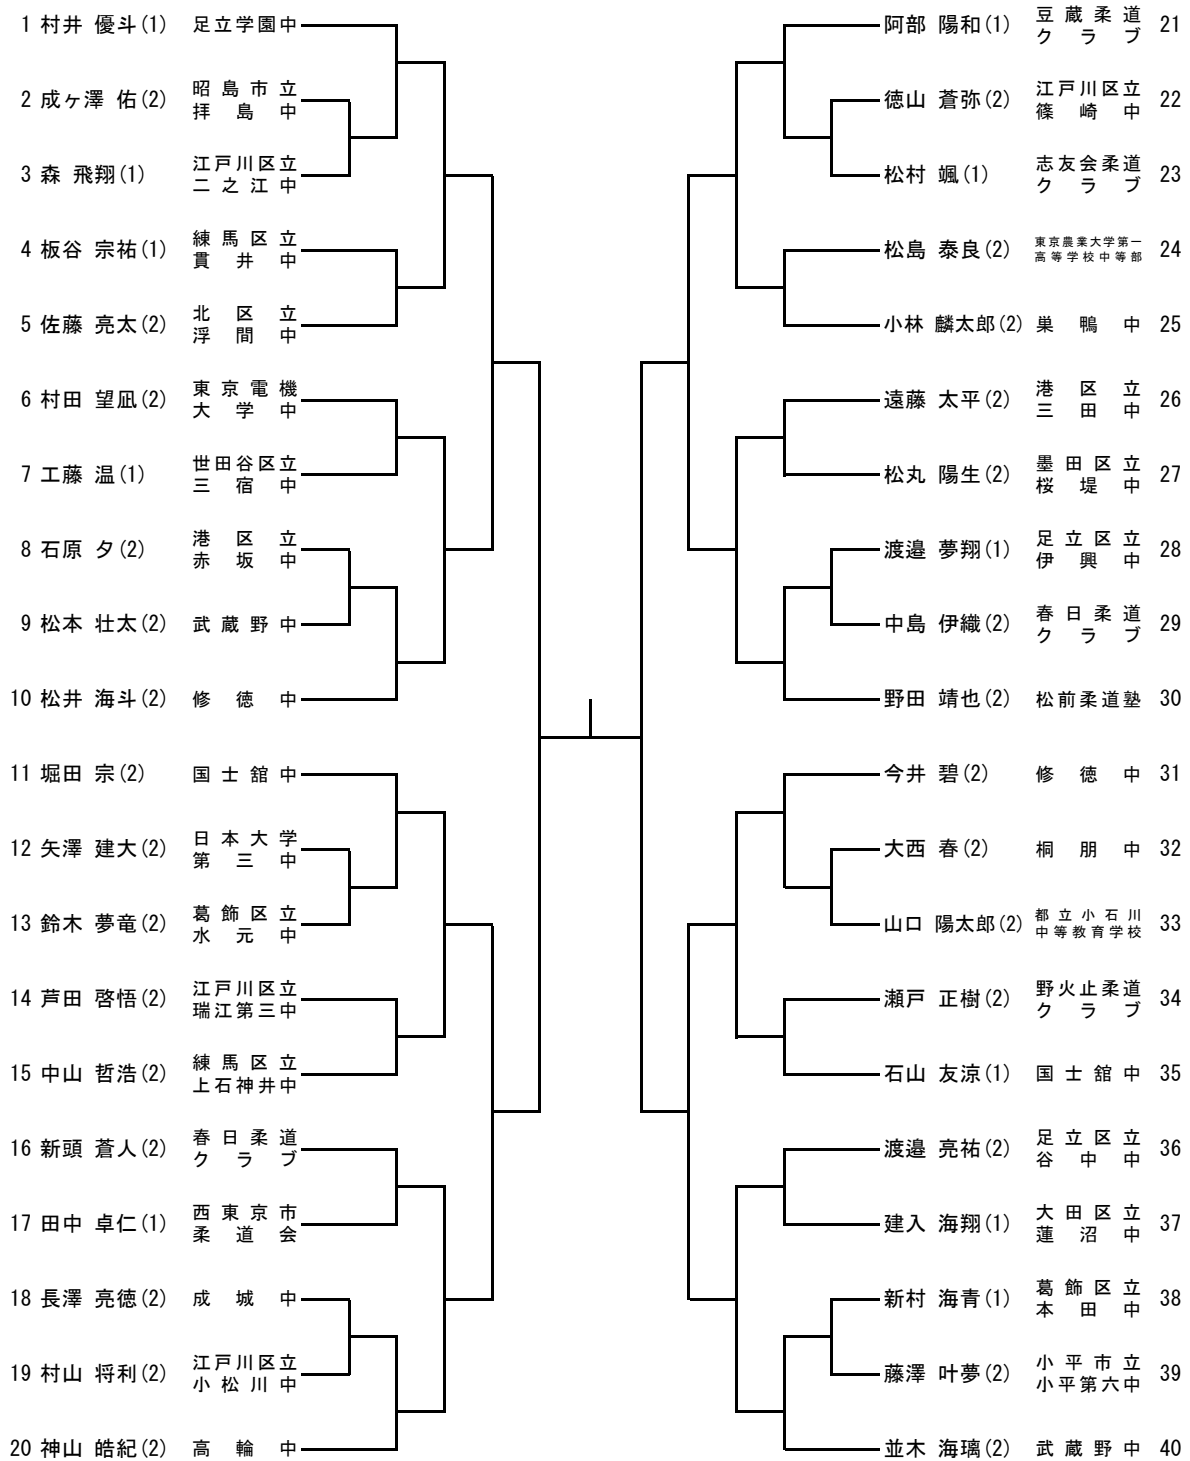 1 村井 優斗(1) 足立学園中
2 成ヶ澤 佑(2) 昭島市立拝島中
3 森 飛翔(1) 江戸川区立二之江中
4 板谷 宗祐(1) 練馬区立貫井中
5 佐藤 亮太(2) 北区立浮間中
6 村田 望凪(2) 東京電機大学中
7 工藤 温(1) 世田谷区立三宿中
8 石原 夕(2) 港区立赤坂中
9 松本 壮太(2) 武蔵野中
10 松井 海斗(2) 修徳中
11 堀田 宗(2) 国士舘中
12 矢澤 建大(2) 日本大学第三中
13 鈴木 夢竜(2) 葛飾区立水元中
14 芦田 啓悟(2) 江戸川区立瑞江第三中
15 中山 哲浩(2) 練馬区立上石神井中
16 新頭 蒼人(2) 春日柔道クラブ
17 田中 卓仁(1) 西東京市柔道会
18 長澤 亮徳(2) 成城中
19 村山 将利(2) 江戸川区立小松川中
20 神山 皓紀(2) 高輪中
阿部 陽和(1) 豆蔵柔道クラブ 21
徳山 蒼弥(2) 江戸川区立篠崎中 22
松村 颯(1) 志友会柔道クラブ 23
松島 泰良(2) 東京農業大学第一高等学校中等部 24
小林 麟太郎(2) 巣鴨中 25
遠藤 太平(2) 港区立三田中 26
松丸 陽生(2) 墨田区立桜堤中 27
渡邉 夢翔(1) 足立区立伊興中 28
中島 伊織(2) 春日柔道クラブ 29
野田 靖也(2) 松前柔道塾 30
今井 碧(2) 修徳中 31
大西 春(2) 桐朋中 32
山口 陽太郎(2) 都立小石川中等教育学校 33
瀬戸 正樹(2) 野火止柔道クラブ 34
石山 友涼(1) 国士舘中 35
渡邉 亮祐(2) 足立区立谷中中 36
建入 海翔(1) 大田区立蓮沼中 37
新村 海青(1) 葛飾区立本田中 38
藤澤 叶夢(2) 小平市立小平第六中 39
並木 海璃(2) 武蔵野中 40